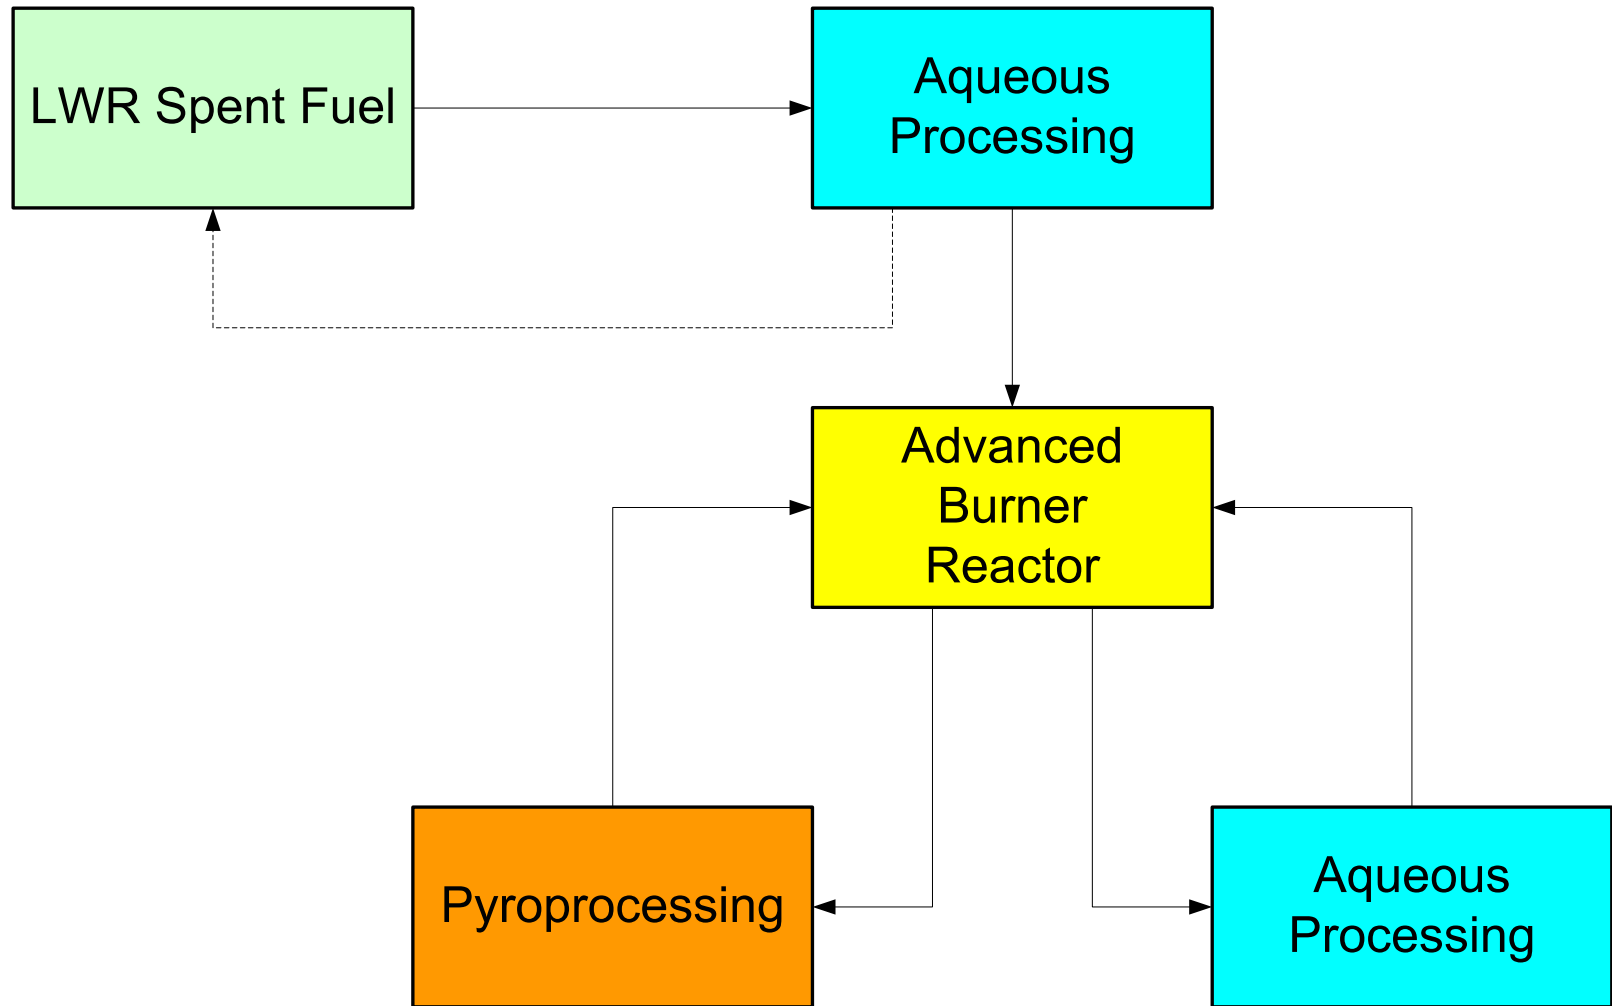 LWR Spent Fuel
Aqueous
Processing
Advanced
Burner
Reactor
Pyroprocessing
Aqueous
Processing